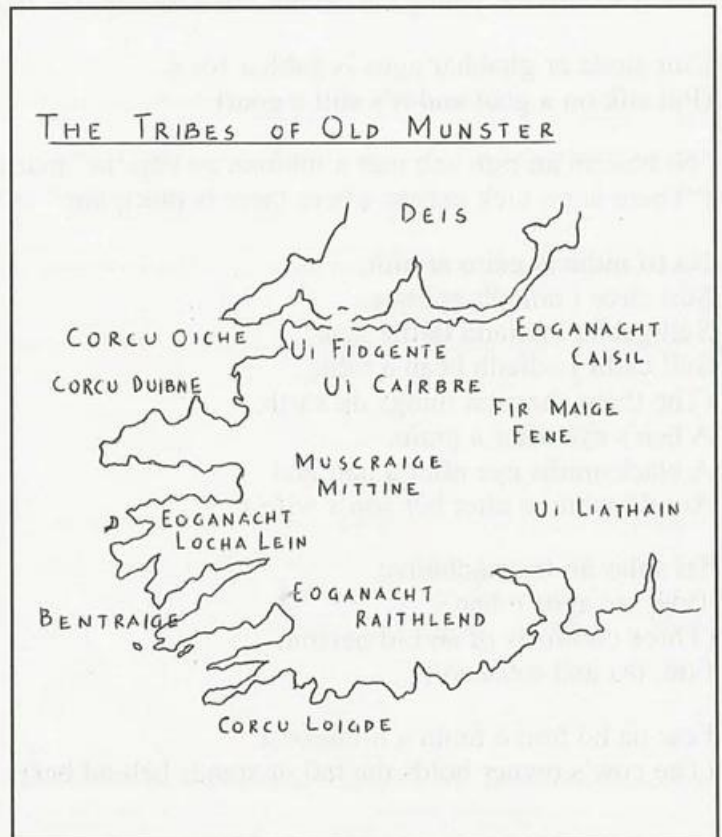 THE TRIBES OF OLD MUNSTER
DEIS
CORCU OICHE
EOGANACHT
CAISIL
UI FIDGENTE
CORCU DUIBNE
UI CAIRBRE
FIR MAIGE
FENE
MUSCRAIGE
MITTINE
UI LIATHAIN
EOGANACHT
LOCHA LEIN
EOGANACHT
RAITHLEND
BENTRAIGE
CORCU LOIGDE